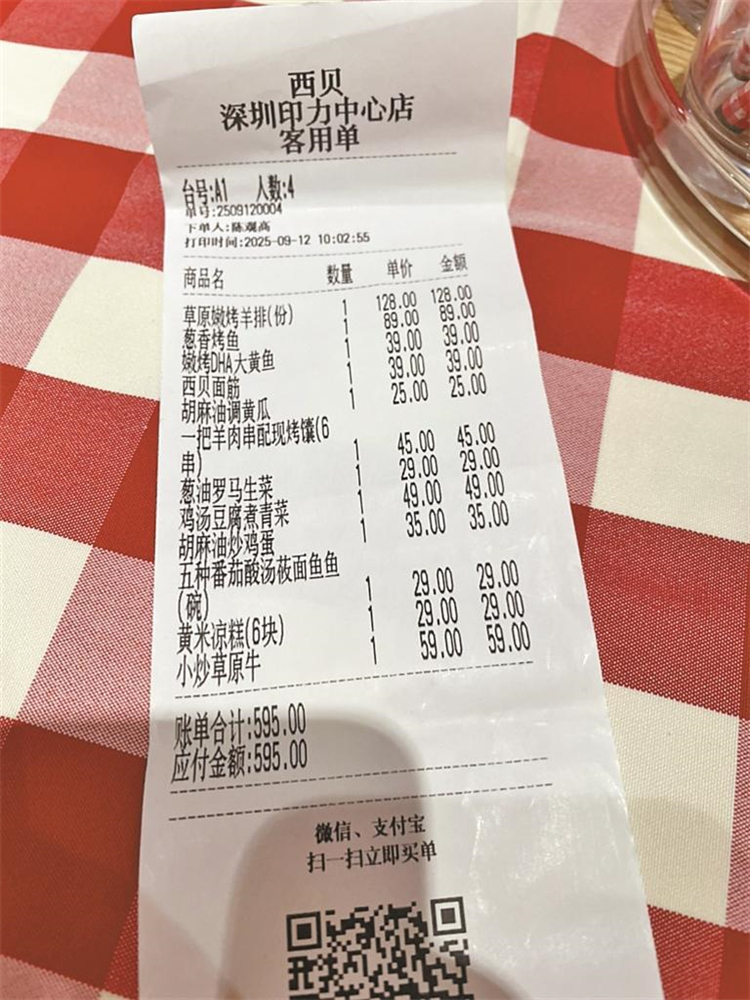 西贝
深圳印力中心店
客用单
台号:A1 人数:4
单号:2509120004
下单人:陈观高
打印时间:2025-09-12 10:02:55
商品名 数量 单价 金额
草原嫩烤羊排(份) 1 128.00 128.00
葱香烤鱼 1 89.00 89.00
嫩烤DHA大黄鱼 1 39.00 39.00
西贝面筋 1 39.00 39.00
胡麻油调黄瓜 1 25.00 25.00
一把羊肉串配现烤馕(6
串) 1 45.00 45.00
葱油罗马生菜 1 29.00 29.00
鸡汤豆腐煮青菜 1 49.00 49.00
胡麻油炒鸡蛋 1 35.00 35.00
五种番茄酸汤莜面鱼鱼
(碗) 1 29.00 29.00
黄米凉糕(6块) 1 29.00 29.00
小炒草原牛 1 59.00 59.00
账单合计:595.00
应付金额:595.00
微信、支付宝
扫一扫立即买单